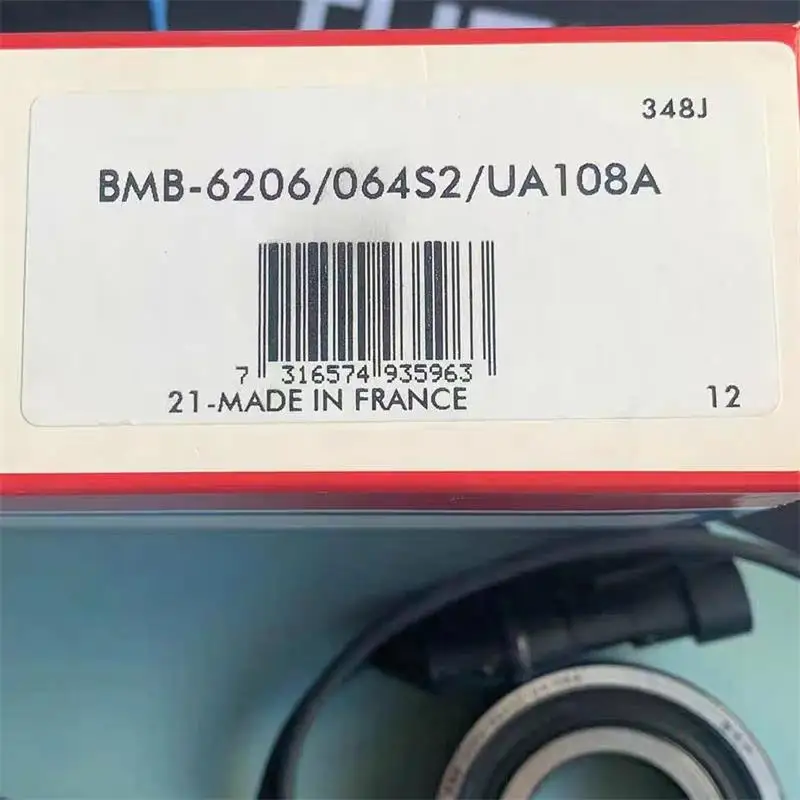 348J
BMB-6206/064S2/UA108A
7 316574 935963
21-MADE IN FRANCE
12